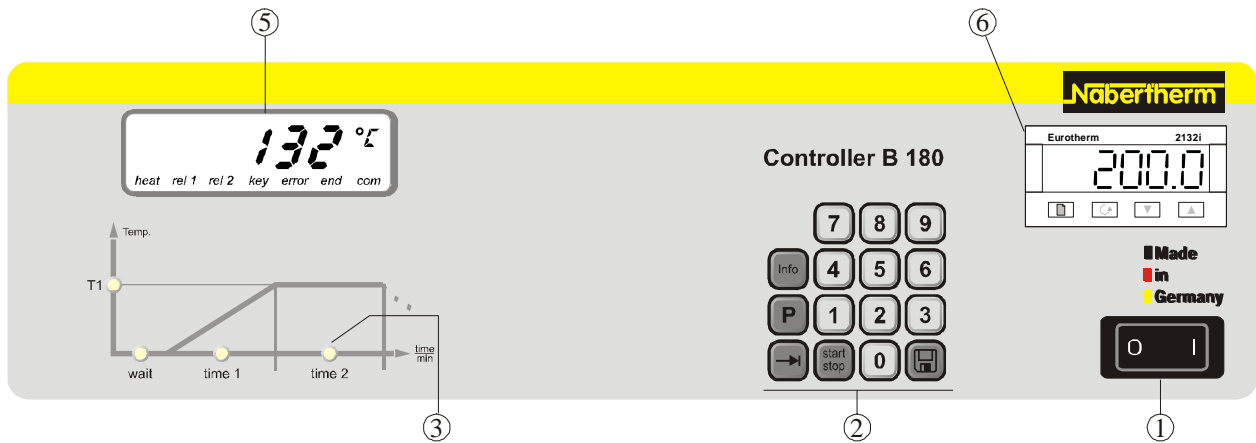 5
6
Nabertherm
Eurotherm 2132i
200.0
132 °C
heat rel 1 rel 2 key error end com
Controller B 180
Temp.
T1
wait time 1 time 2
time
min
7 8 9
Info 4 5 6
P 1 2 3
start
stop
0
Made
in
Germany
O I
3
2
1